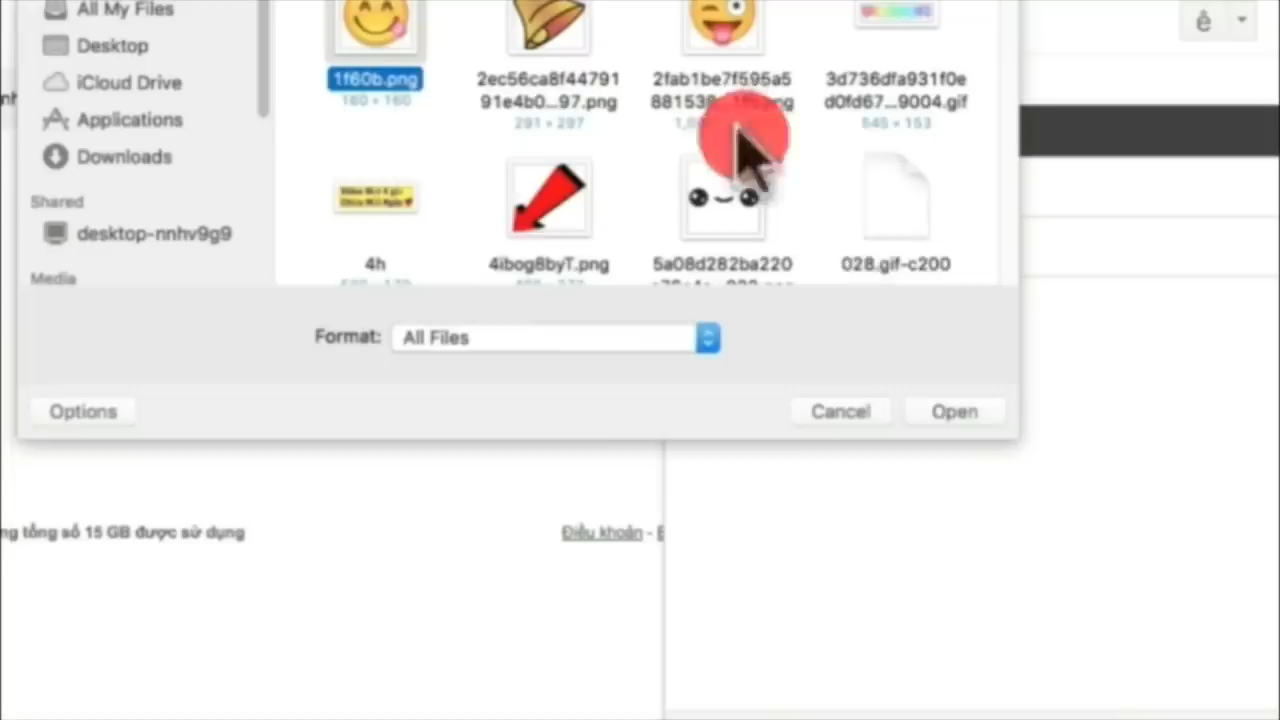 All My Files
Desktop
iCloud Drive
Applications
Downloads
Shared
desktop-nnhv9g9
Media
1f60b.png
160 × 160
2ec56ca8f44791
91e4b0...97.png
291 × 297
2fab1be7f595a5
3d736dfa931f0e
d0fd67...9004.gif
645 × 153
4h
4ibog8byT.png
5a08d282ba220
028.gif-c200
Format:
All Files
Options
Cancel
Open
ê
ng tổng số 15 GB được sử dụng
Điều khoản -